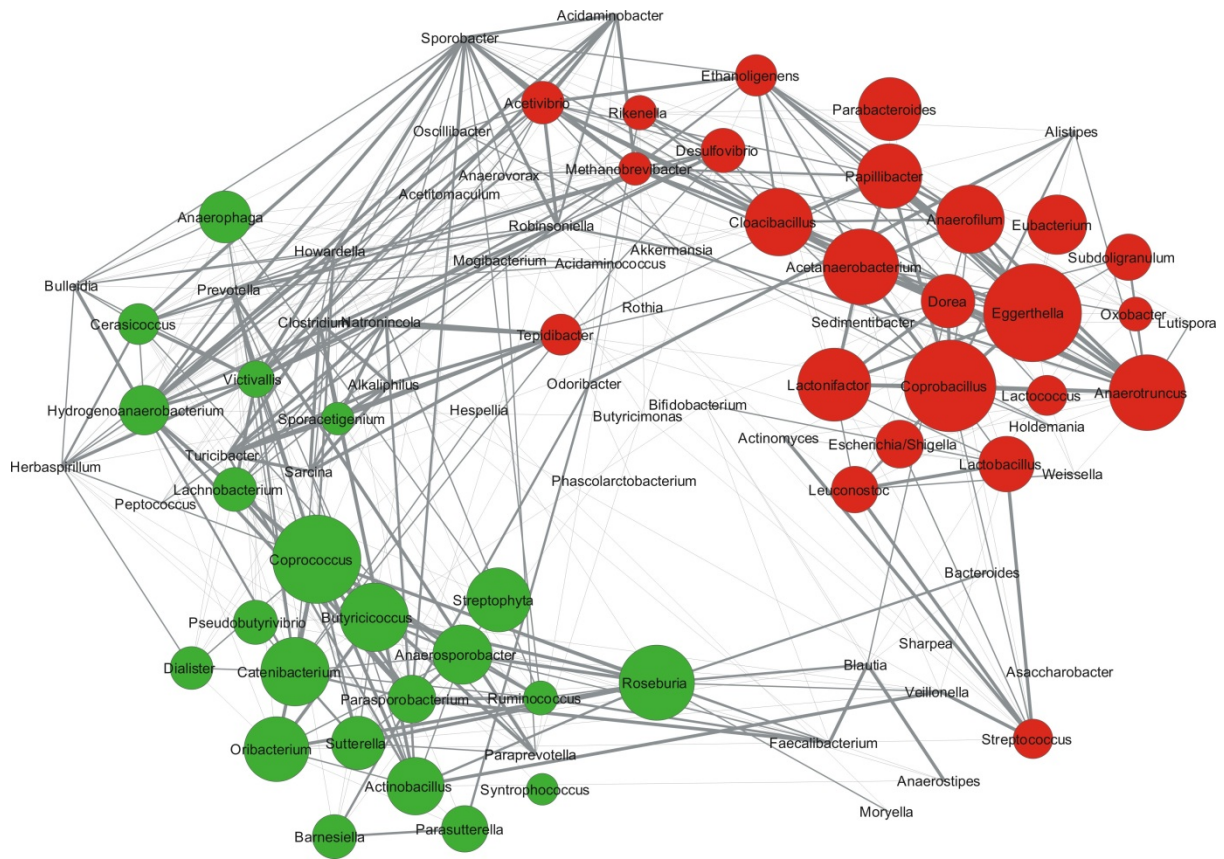 Acidaminobacter
Sporobacter
Ethanoligenens
Acetivibrio
Rikenella
Parabacteroides
Oscillibacter
Alistipes
Desulfovibrio
Methanobrevibacter
Anaerovorax
Papillibacter
Acetitomaculum
Anaerophaga
Robinsoniella
Cloacibacillus
Anaerofilum
Eubacterium
Howardella
Akkermansia
Subdoligranulum
Mogibacterium
Acidaminococcus
Acetanaerobacterium
Bulleidia
Prevotella
Rothia
Dorea
Eggerthella
Oxobacter
Cerasicoccus
Clostridium
Natronincola
Sedimentibacter
Lutispora
Tepidibacter
Victivallis
Alkaliphilus
Odoribacter
Lactonifactor
Coprobacillus
Lactococcus
Anaerotruncus
Hydrogenoanaerobacterium
Sporacetigenium
Hespellia
Butyricimonas
Bifidobacterium
Holdemania
Actinomyces
Escherichia/Shigella
Turicibacter
Herbaspirillum
Sarcina
Lactobacillus
Weissella
Lachnobacterium
Phascolarctobacterium
Leuconostoc
Peptococcus
Coprococcus
Bacteroides
Streptophyta
Pseudobutyrivibrio
Butyricicoccus
Sharpea
Anaerosporobacter
Dialister
Catenibacterium
Blautia
Asaccharobacter
Roseburia
Parasporobacterium
Ruminococcus
Veillonella
Oribacterium
Sutterella
Faecalibacterium
Streptococcus
Paraprevotella
Actinobacillus
Syntrophococcus
Anaerostipes
Moryella
Barnesiella
Parasutterella